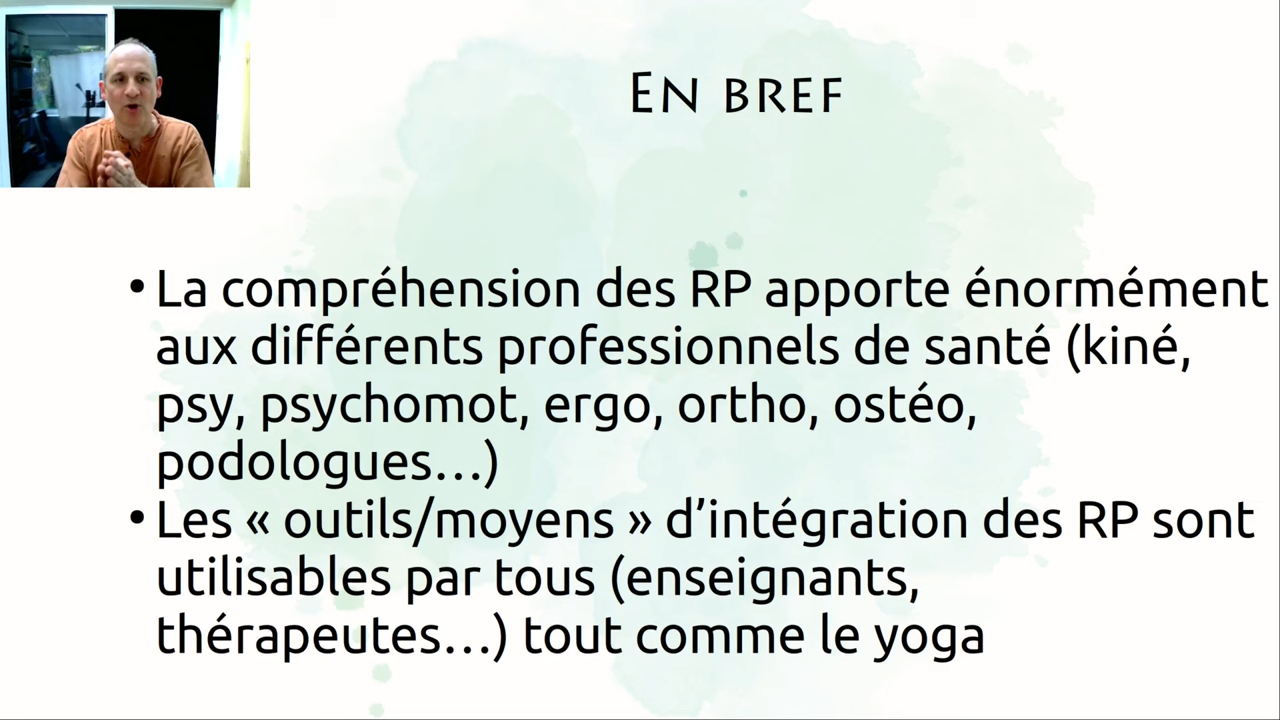 En bref
• La compréhension des RP apporte énormément
aux différents professionnels de santé (kiné,
psy, psychomot, ergo, ortho, ostéo,
podologues…)
• Les « outils/moyens » d’intégration des RP sont
utilisables par tous (enseignants,
thérapeutes…) tout comme le yoga